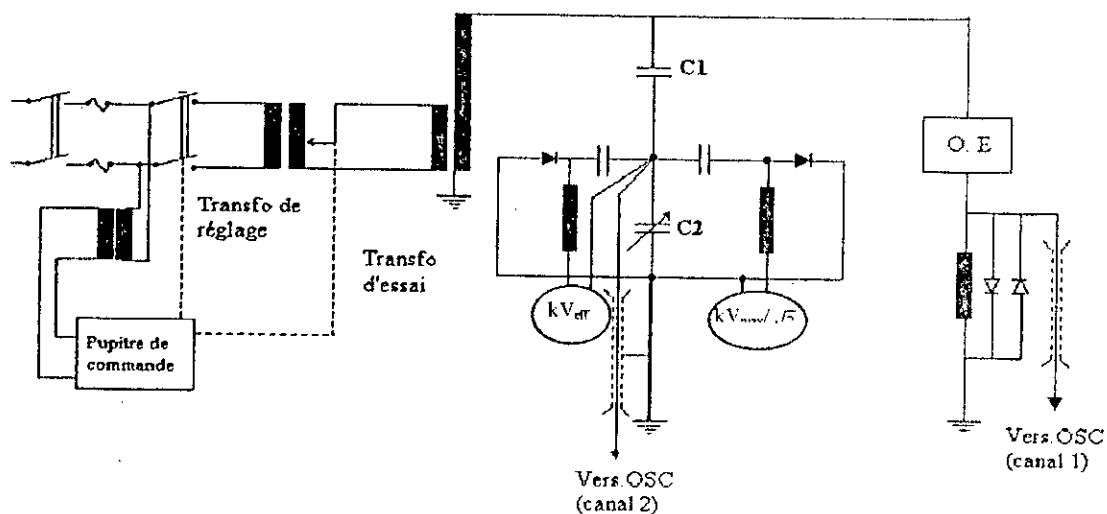 C1
O. E
Transfo de
réglage
C2
Transfo
d'essai
kVeff
Pupitre de
commande
Vers.OSC
(canal 1)
Vers.OSC
(canal 2)